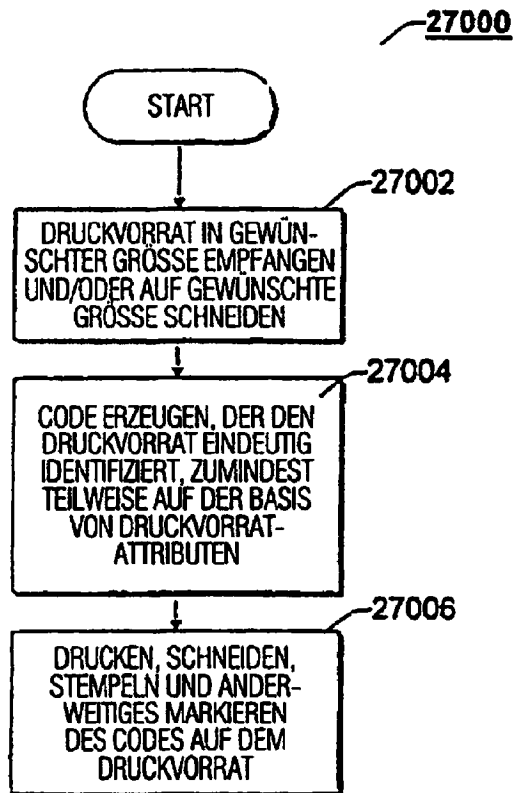 27000
START
27002
DRUCKVORRAT IN GEWÜN-
SCHTER GRÖSSE EMPFANGEN
UND/ODER AUF GEWÜNSCHTE
GRÖSSE SCHNEIDEN
27004
CODE ERZEUGEN, DER DEN
DRUCKVORRAT EINDEUTIG
IDENTIFIZIERT, ZUMINDEST
TEILWEISE AUF DER BASIS
VON DRUCKVORRAT-
ATTRIBUTEN
27006
DRUCKEN, SCHNEIDEN,
STEMPELN UND ANDER-
WEITIGES MARKIEREN
DES CODES AUF DEM
DRUCKVORRAT